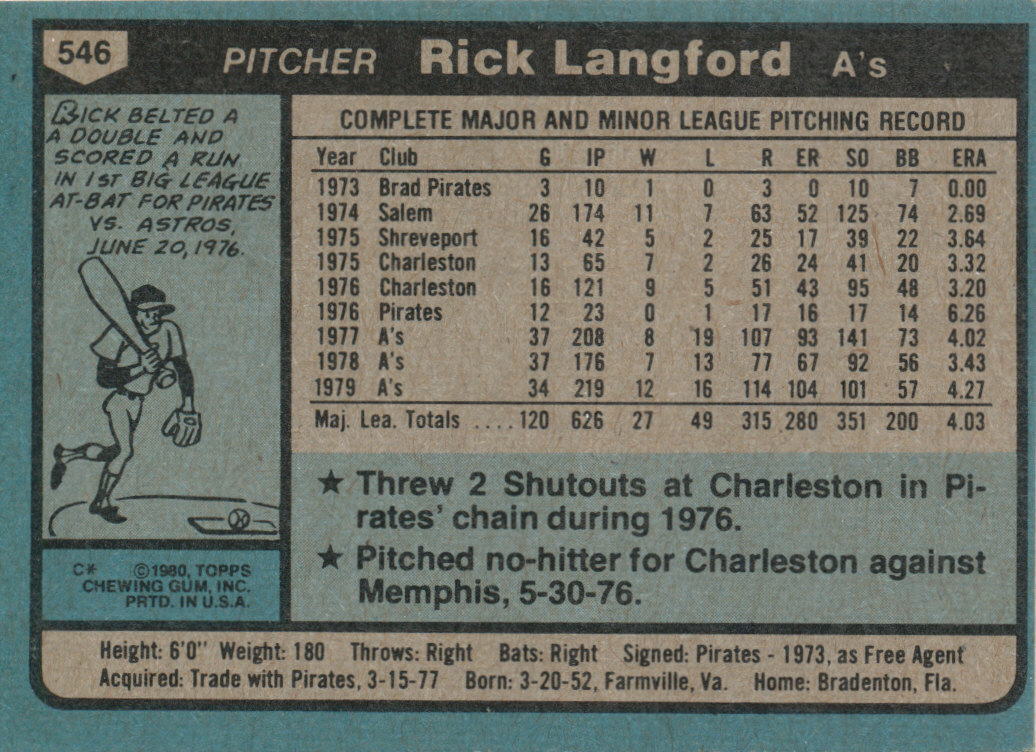 546 PITCHER Rick Langford A's
RICK BELTED A
A DOUBLE AND
SCORED A RUN
IN 1ST BIG LEAGUE
AT-BAT FOR PIRATES
VS. ASTROS,
JUNE 20, 1976.
COMPLETE MAJOR AND MINOR LEAGUE PITCHING RECORD
Year Club G IP W L R ER SO BB ERA
1973 Brad Pirates 3 10 1 0 3 0 10 7 0.00
1974 Salem 26 174 11 7 63 52 125 74 2.69
1975 Shreveport 16 42 5 2 25 17 39 22 3.64
1975 Charleston 13 65 7 2 26 24 41 20 3.32
1976 Charleston 16 121 9 5 51 43 95 48 3.20
1976 Pirates 12 23 0 1 17 16 17 14 6.26
1977 A's 37 208 8 19 107 93 141 73 4.02
1978 A's 37 176 7 13 77 67 92 56 3.43
1979 A's 34 219 12 16 114 104 101 57 4.27
Maj. Lea. Totals .... 120 626 27 49 315 280 351 200 4.03
★ Threw 2 Shutouts at Charleston in Pi-
rates' chain during 1976.
★ Pitched no-hitter for Charleston against
Memphis, 5-30-76.
C* ©1980, TOPPS
CHEWING GUM, INC.
PRTD. IN U.S.A.
Height: 6'0" Weight: 180 Throws: Right Bats: Right Signed: Pirates - 1973, as Free Agent
Acquired: Trade with Pirates, 3-15-77 Born: 3-20-52, Farmville, Va. Home: Bradenton, Fla.